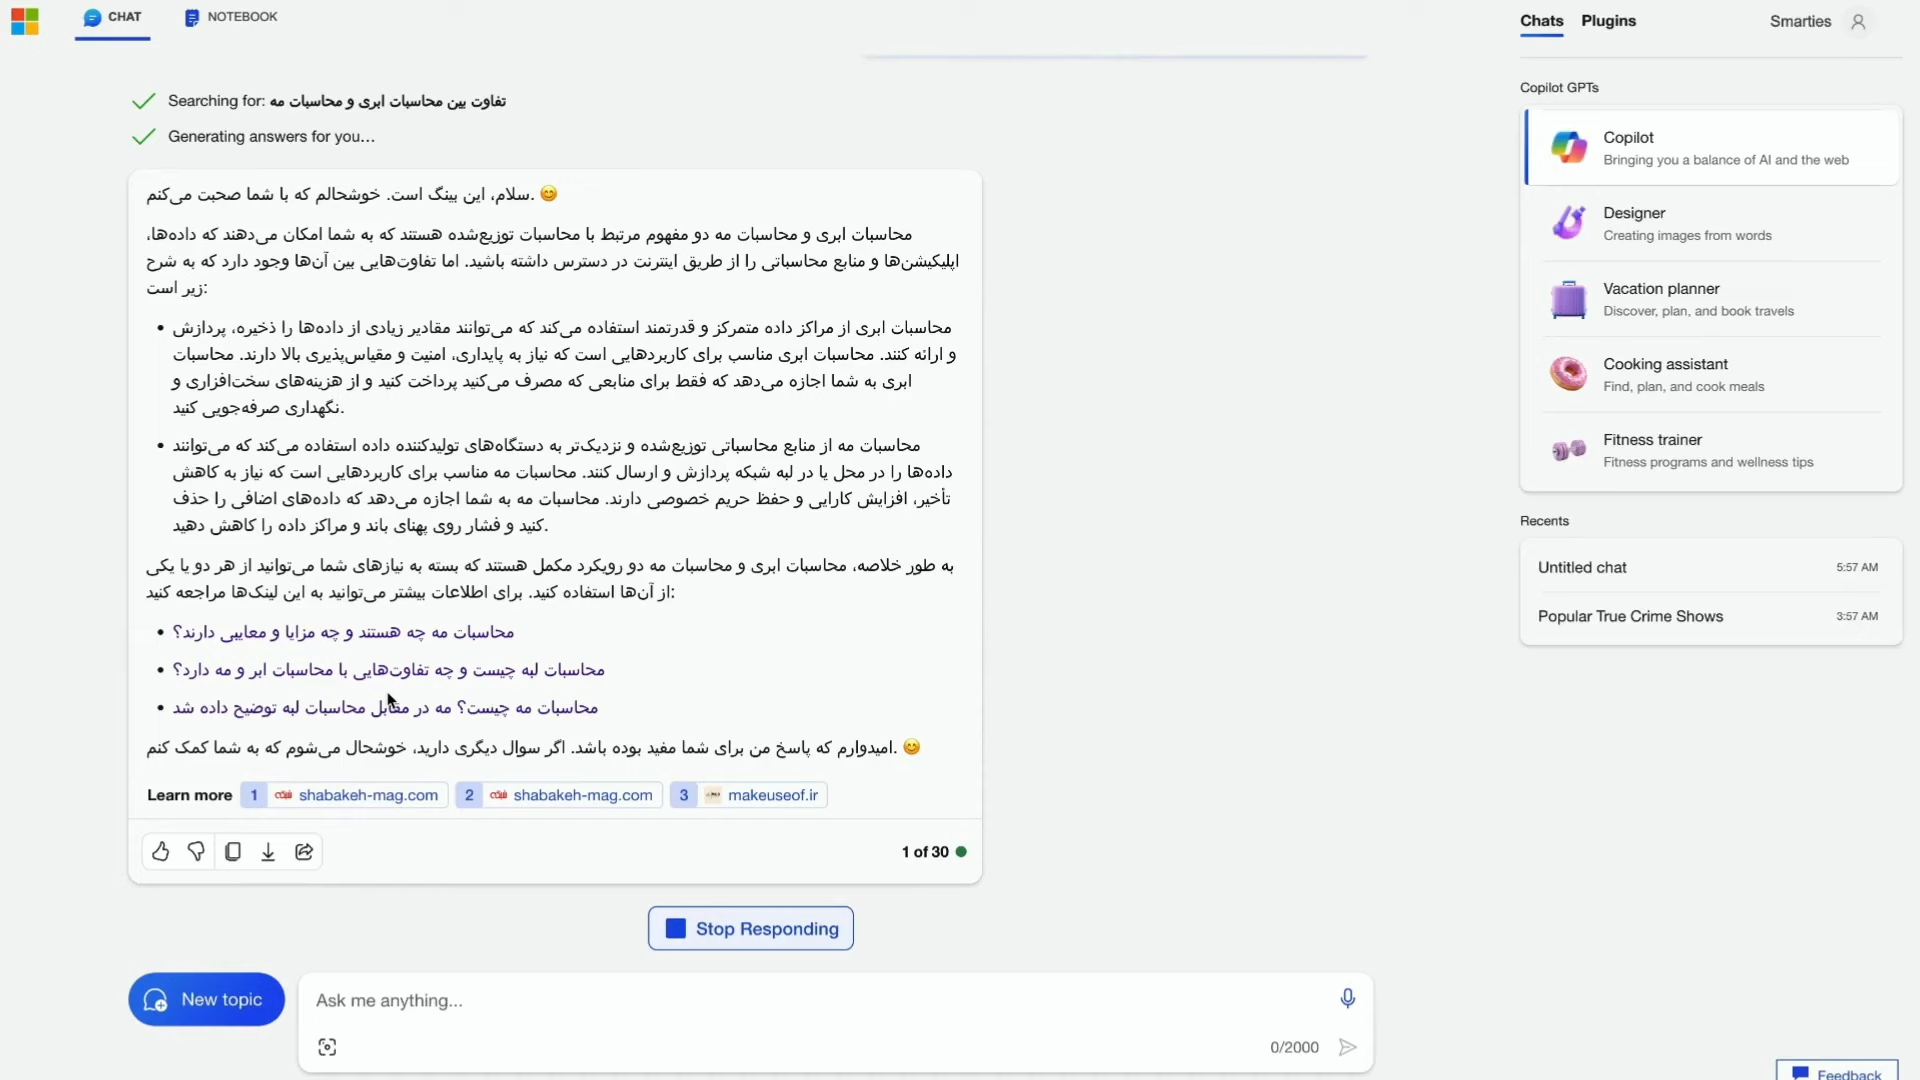 CHAT
NOTEBOOK
Chats
Plugins
Smarties
Searching for: تفاوت بین محاسبات ابری و محاسبات مه
Generating answers for you...
سلام، این بینگ است. خوشحالم که با شما صحبت می‌کنم. 😊
محاسبات ابری و محاسبات مه دو مفهوم مرتبط با محاسبات توزیع‌شده هستند که به شما امکان می‌دهند که داده‌ها،
اپلیکیشن‌ها و منابع محاسباتی را از طریق اینترنت در دسترس داشته باشید. اما تفاوت‌هایی بین آن‌ها وجود دارد که به شرح
زیر است:
• محاسبات ابری از مراکز داده متمرکز و قدرتمند استفاده می‌کند که می‌توانند مقادیر زیادی از داده‌ها را ذخیره، پردازش
و ارائه کنند. محاسبات ابری مناسب برای کاربردهایی است که نیاز به پایداری، امنیت و مقیاس‌پذیری بالا دارند. محاسبات
ابری به شما اجازه می‌دهد که فقط برای منابعی که مصرف می‌کنید پرداخت کنید و از هزینه‌های سخت‌افزاری و
نگهداری صرفه‌جویی کنید.
• محاسبات مه از منابع محاسباتی توزیع‌شده و نزدیک‌تر به دستگاه‌های تولیدکننده داده استفاده می‌کند که می‌توانند
داده‌ها را در محل یا در لبه شبکه پردازش و ارسال کنند. محاسبات مه مناسب برای کاربردهایی است که نیاز به کاهش
تأخیر، افزایش کارایی و حفظ حریم خصوصی دارند. محاسبات مه به شما اجازه می‌دهد که داده‌های اضافی را حذف
کنید و فشار روی پهنای باند و مراکز داده را کاهش دهید.
به طور خلاصه، محاسبات ابری و محاسبات مه دو رویکرد مکمل هستند که بسته به نیازهای شما می‌توانید از هر دو یا یکی
از آن‌ها استفاده کنید. برای اطلاعات بیشتر می‌توانید به این لینک‌ها مراجعه کنید:
• محاسبات مه چه هستند و چه مزایا و معایبی دارند؟
• محاسبات لبه چیست و چه تفاوت‌هایی با محاسبات ابر و مه دارد؟
• محاسبات مه چیست؟ مه در مقابل محاسبات لبه توضیح داده شد
امیدوارم که پاسخ من برای شما مفید بوده باشد. اگر سوال دیگری دارید، خوشحال می‌شوم که به شما کمک کنم. 😊
Learn more 1 shabakeh-mag.com 2 shabakeh-mag.com 3 makeuseof.ir
1 of 30
Stop Responding
New topic
Ask me anything...
0/2000
Copilot GPTs
Copilot
Bringing you a balance of AI and the web
Designer
Creating images from words
Vacation planner
Discover, plan, and book travels
Cooking assistant
Find, plan, and cook meals
Fitness trainer
Fitness programs and wellness tips
Recents
Untitled chat 5:57 AM
Popular True Crime Shows 3:57 AM
Feedback